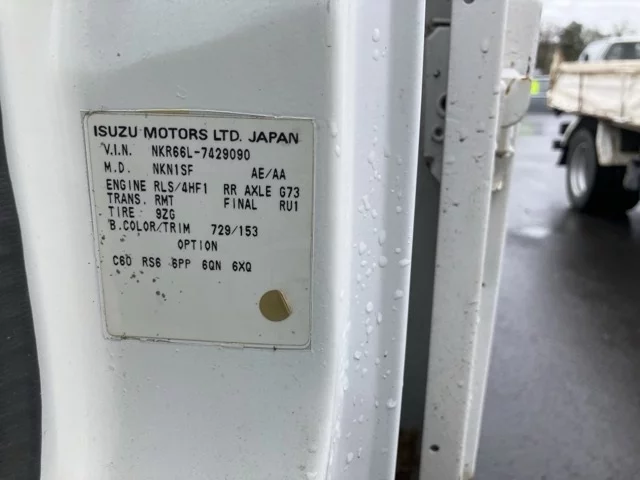 ISUZU MOTORS LTD. JAPAN
V.I.N. NKR66L-7429090
M.D. NKN1SF AE/AA
ENGINE RLS/4HF1 RR AXLE G73
TRANS. RMT FINAL RU1
TIRE 9ZG
B.COLOR/TRIM 729/153
OPTION
C60 RS6 6PP 6QN 6XQ